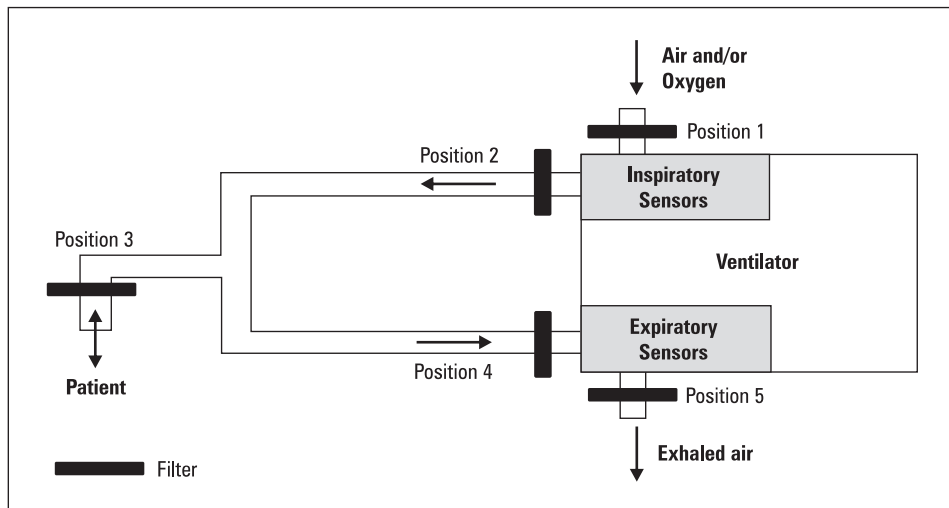 Air and/or
Oxygen
Position 1
Position 2
Inspiratory
Sensors
Position 3
Ventilator
Expiratory
Sensors
Position 4
Patient
Position 5
Exhaled air
Filter